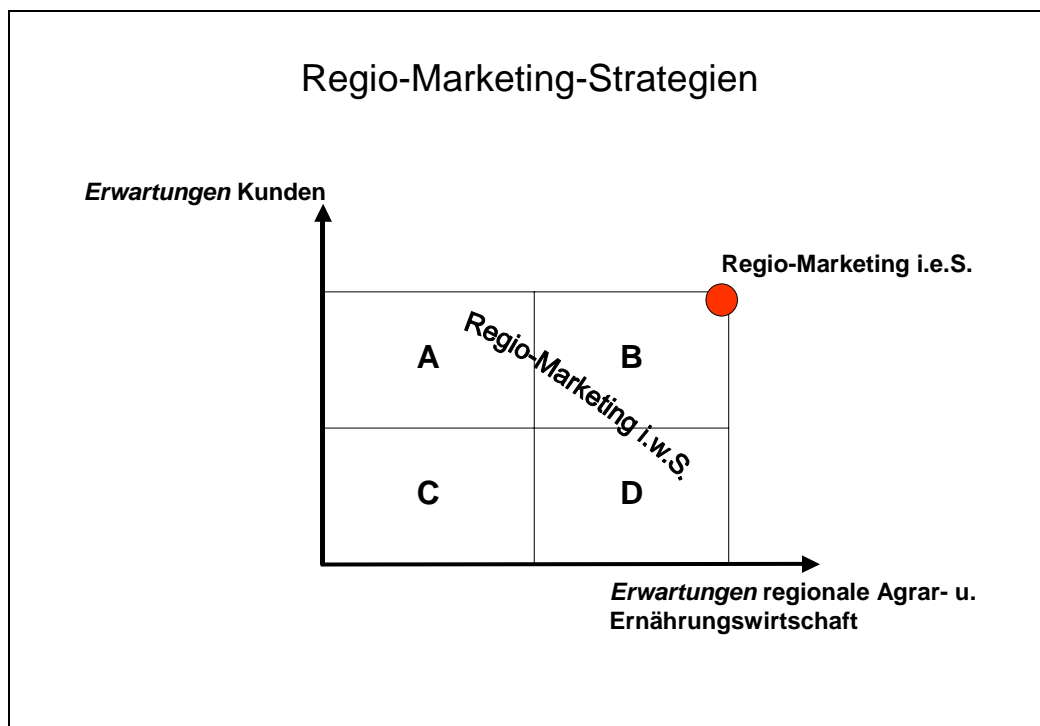 Regio-Marketing-Strategien
Erwartungen Kunden
Regio-Marketing i.e.S.
A
B
Regio-Marketing i.w.S.
C
D
Erwartungen regionale Agrar- u.
Ernährungswirtschaft